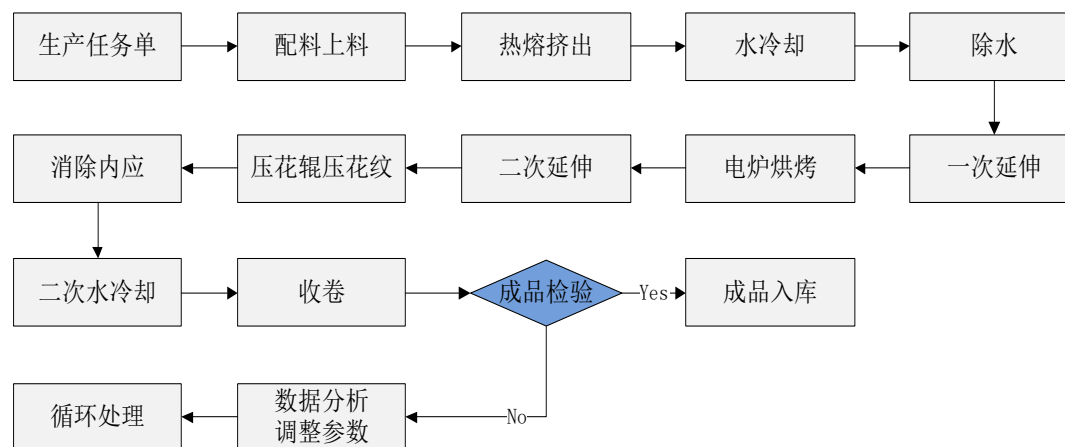 生产任务单
配料上料
热熔挤出
水冷却
除水
消除内应
压花辊压花纹
二次延伸
电炉烘烤
一次延伸
二次水冷却
收卷
成品检验
Yes
成品入库
循环处理
数据分析
调整参数
No